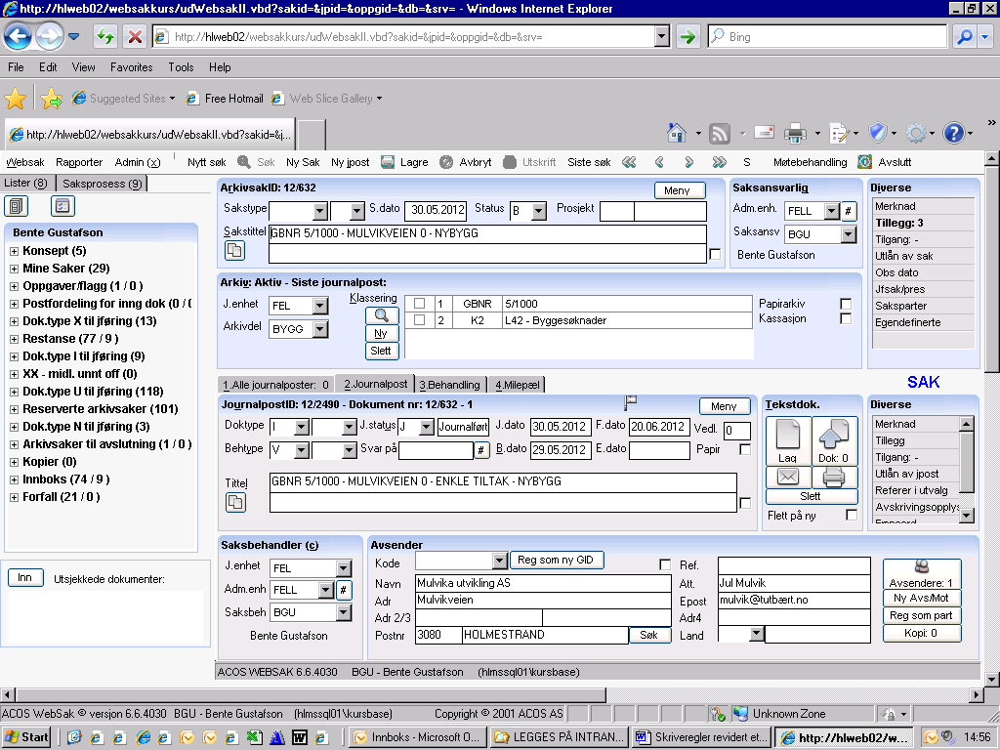 http://hlweb02/websakkurs/udWebsakII.vbd?sakid=&jpid=&oppgid=&db=&srv= - Windows Internet Explorer
http://hlweb02/websakkurs/udWebsakII.vbd?sakid=&jpid=&oppgid=&db=&srv= Bing
File Edit View Favorites Tools Help
Suggested Sites Free Hotmail Web Slice Gallery
http://hlweb02/websakkurs/udWebsakII.vbd?sakid=&j...
Websak Rapporter Admin (x) Nytt søk Søk Ny Sak Ny jpost Lagre Avbryt Utskrift Siste søk S Møtebehandling Avslutt
Lister (8) Saksprosess (9)
Bente Gustafson
Konsept (5)
Mine Saker (29)
Oppgaver/flagg (1 / 0 )
Postfordeling for inng dok (0 / (
Dok.type X til jføring (13)
Restanse (77 / 9 )
Dok.type I til jføring (9)
XX - midl. unnt off (0)
Dok.type U til jføring (118)
Reserverte arkivsaker (101)
Dok.type N til jføring (3)
Arkivsaker til avslutning (1 / 0 )
Kopier (0)
Innboks (74 / 9 )
Forfall (21 / 0 )
Inn Utsjekkede dokumenter:
ArkivsakID: 12/632 Meny
Sakstype S.dato 30.05.2012 Status B Prosjekt
Sakstittel GBNR 5/1000 - MULVIKVEIEN 0 - NYBYGG
Saksansvarlig
Adm.enh. FELL #
Saksansv BGU
Bente Gustafson
Diverse
Merknad
Tillegg: 3
Tilgang: -
Utlån av sak
Obs dato
Jfsak/pres
Saksparter
Egendefinerte
Arkiv: Aktiv - Siste journalpost:
J.enhet FEL Klassering 1 GBNR 5/1000 Papirarkiv
Arkivdel BYGG Ny 2 K2 L42 - Byggesøknader Kassasjon
Slett
1.Alle journalposter: 0 2.Journalpost 3.Behandling 4.Milepæl SAK
JournalpostID: 12/2490 - Dokument nr: 12/632 - 1 Meny
Doktype I J.status J Journalført J.dato 30.05.2012 F.dato 20.06.2012 Vedl. 0
Behtype V Svar på # B.dato 29.05.2012 E.dato Papir
Tittel GBNR 5/1000 - MULVIKVEIEN 0 - ENKLE TILTAK - NYBYGG
Tekstdok.
Lag Dok: 0
Slett
Flett på ny
Diverse
Merknad
Tillegg
Tilgang: -
Utlån av jpost
Referer i utvalg
Avskrivingsopplys
Saksbehandler (c)
J.enhet FEL
Adm.enh FELL #
Saksbeh BGU
Bente Gustafson
Avsender
Kode Reg som ny GID Ref.
Navn Mulvika utvikling AS Att. Jul Mulvik
Adr Mulvikveien Epost mulvik@tutbært.no
Adr 2/3 Adr4
Postnr 3080 HOLMESTRAND Søk Land
Avsendere: 1
Ny Avs/Mot
Reg som part
Kopi: 0
ACOS WEBSAK 6.6.4030 BGU - Bente Gustafson (hlmssql01\kursbase)
ACOS WebSak © versjon 6.6.4030 BGU - Bente Gustafson (hlmssql01\kursbase) Copyright © 2001 ACOS AS Unknown Zone
Start Innboks - Microsoft O... LEGGES PÅ INTRAN... Skriveregler revidert et... http://hlweb02/w... 14:56